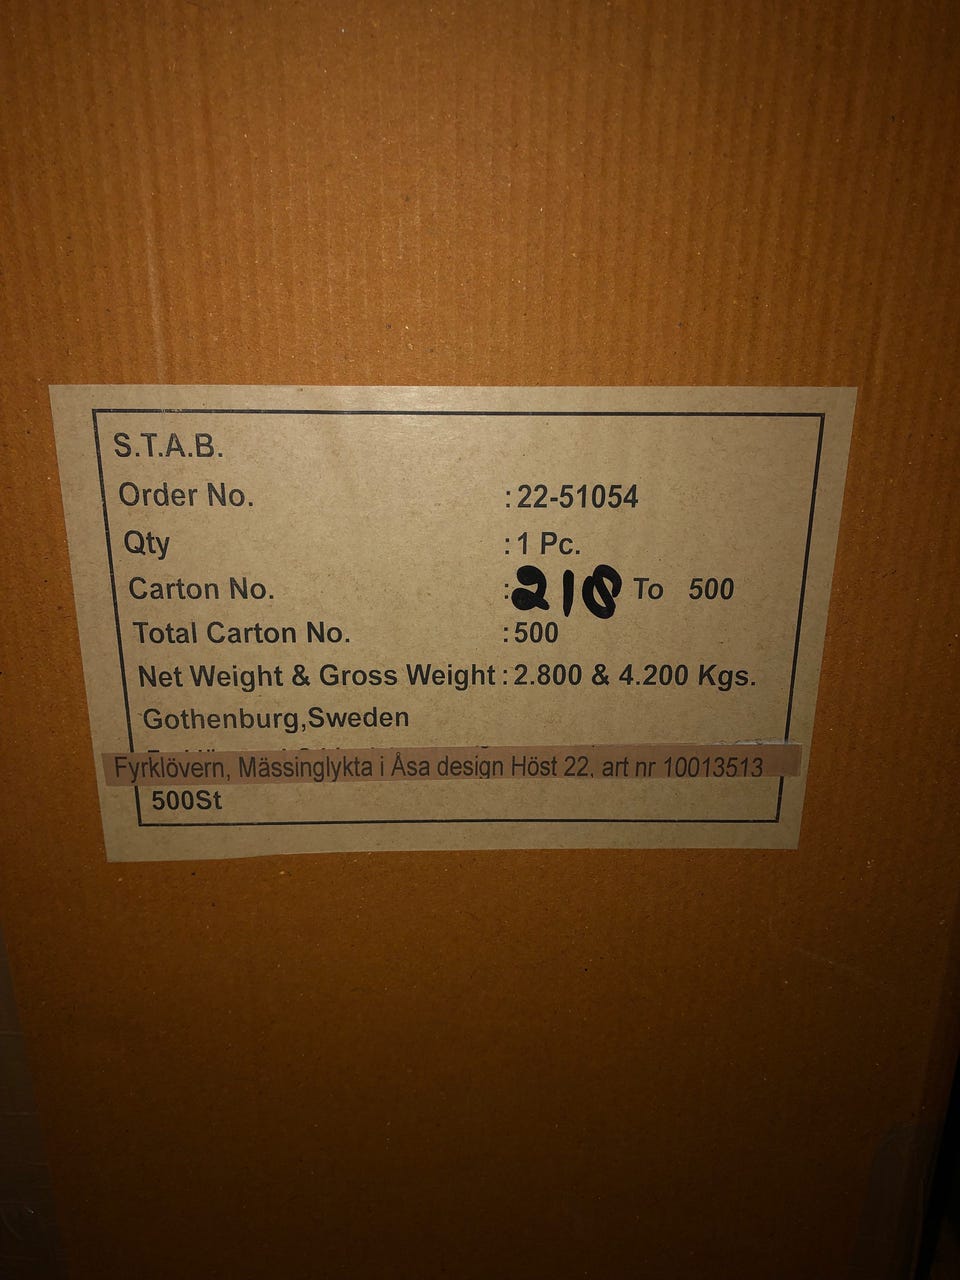 S.T.A.B.
Order No. :22-51054
Qty :1 Pc.
Carton No. :218 To 500
Total Carton No. :500
Net Weight & Gross Weight:2.800 & 4.200 Kgs.
Gothenburg,Sweden
Fyrklövern, Mässinglykta i Åsa design Höst 22, art nr 10013513
500St